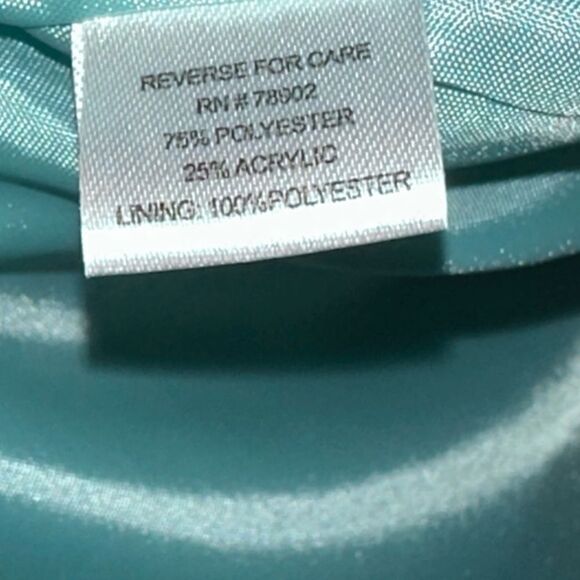 REVERSE FOR CARE
RN # 78902
75% POLYESTER
25% ACRYLIC
LINING: 100% POLYESTER